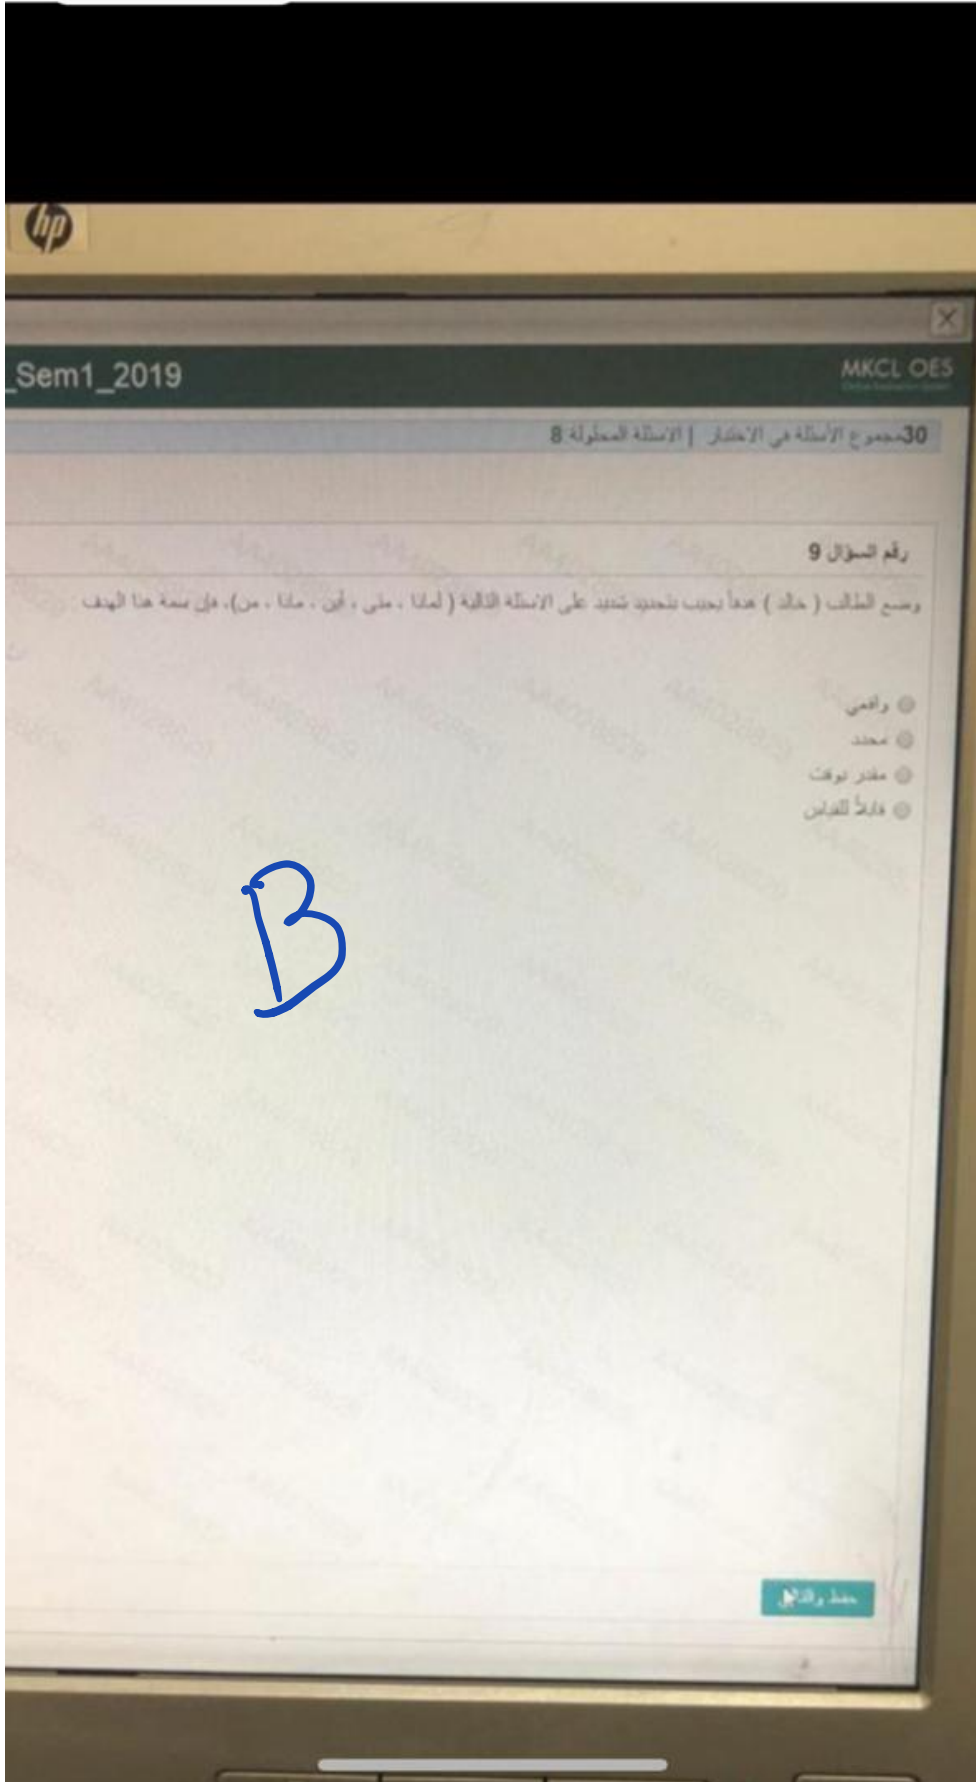 hp
_Sem1_2019
MKCL OES
30مجموع الأسئلة في الاختبار | الاسئلة المحلولة 8
رقم السؤال 9
وضع الطالب ( خالد ) هدفاً يجيب بتحديد شديد على الاسئلة التالية ( لماذا ، متى ، أين ، ماذا ، من)، فإن سمة هذا الهدف
واقعي
محدد
مقدر بوقت
قابلاً للقياس
B
حفظ والتالي